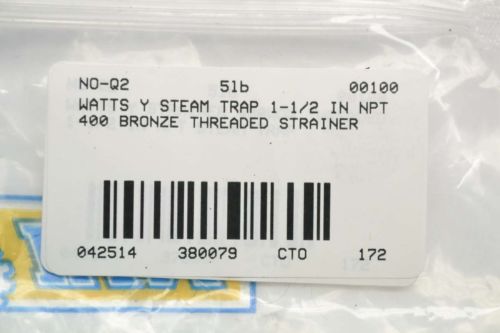 NO-Q2 5lb 00100
WATTS Y STEAM TRAP 1-1/2 IN NPT
400 BRONZE THREADED STRAINER
042514 380079 CTO 172